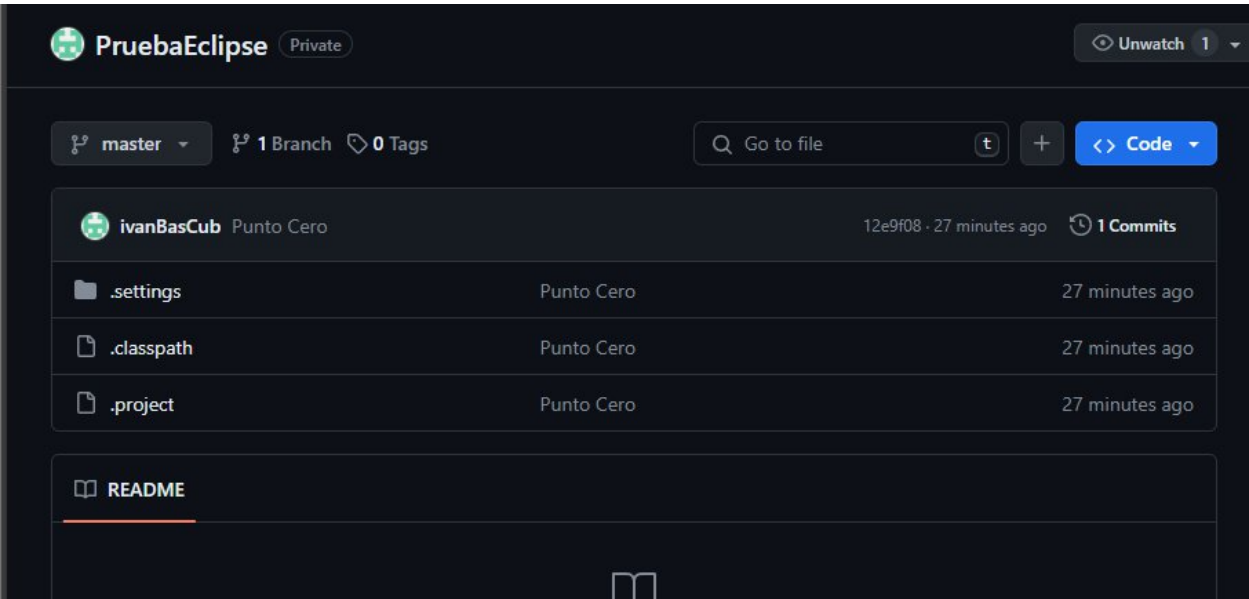 PruebaEclipse Private Unwatch 1
master 1 Branch 0 Tags Go to file t + <> Code
ivanBasCub Punto Cero 12e9f08 · 27 minutes ago 1 Commits
.settings Punto Cero 27 minutes ago
.classpath Punto Cero 27 minutes ago
.project Punto Cero 27 minutes ago
README